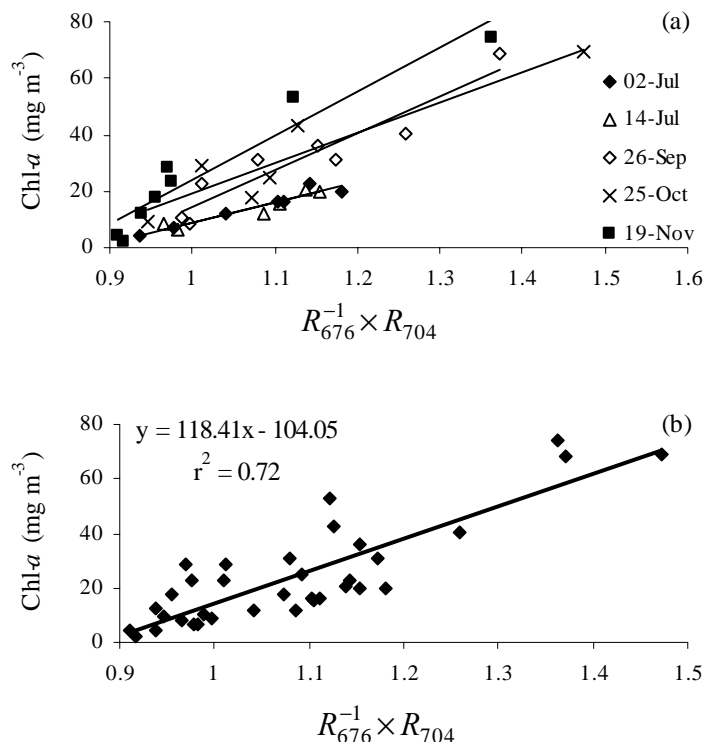 (a)
80
60
40
20
0
Chl-a (mg m⁻³)
02-Jul
14-Jul
26-Sep
25-Oct
19-Nov
0.9 1 1.1 1.2 1.3 1.4 1.5 1.6
R₆₇₆⁻¹ × R₇₀₄
(b)
y = 118.41x - 104.05
r² = 0.72
80
60
40
20
0
Chl-a (mg m⁻³)
0.9 1 1.1 1.2 1.3 1.4 1.5
R₆₇₆⁻¹ × R₇₀₄